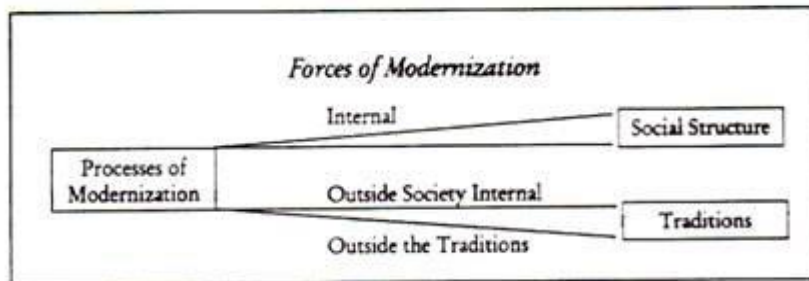 Forces of Modernization
Internal
Social Structure
Processes of
Modernization
Outside Society Internal
Traditions
Outside the Traditions